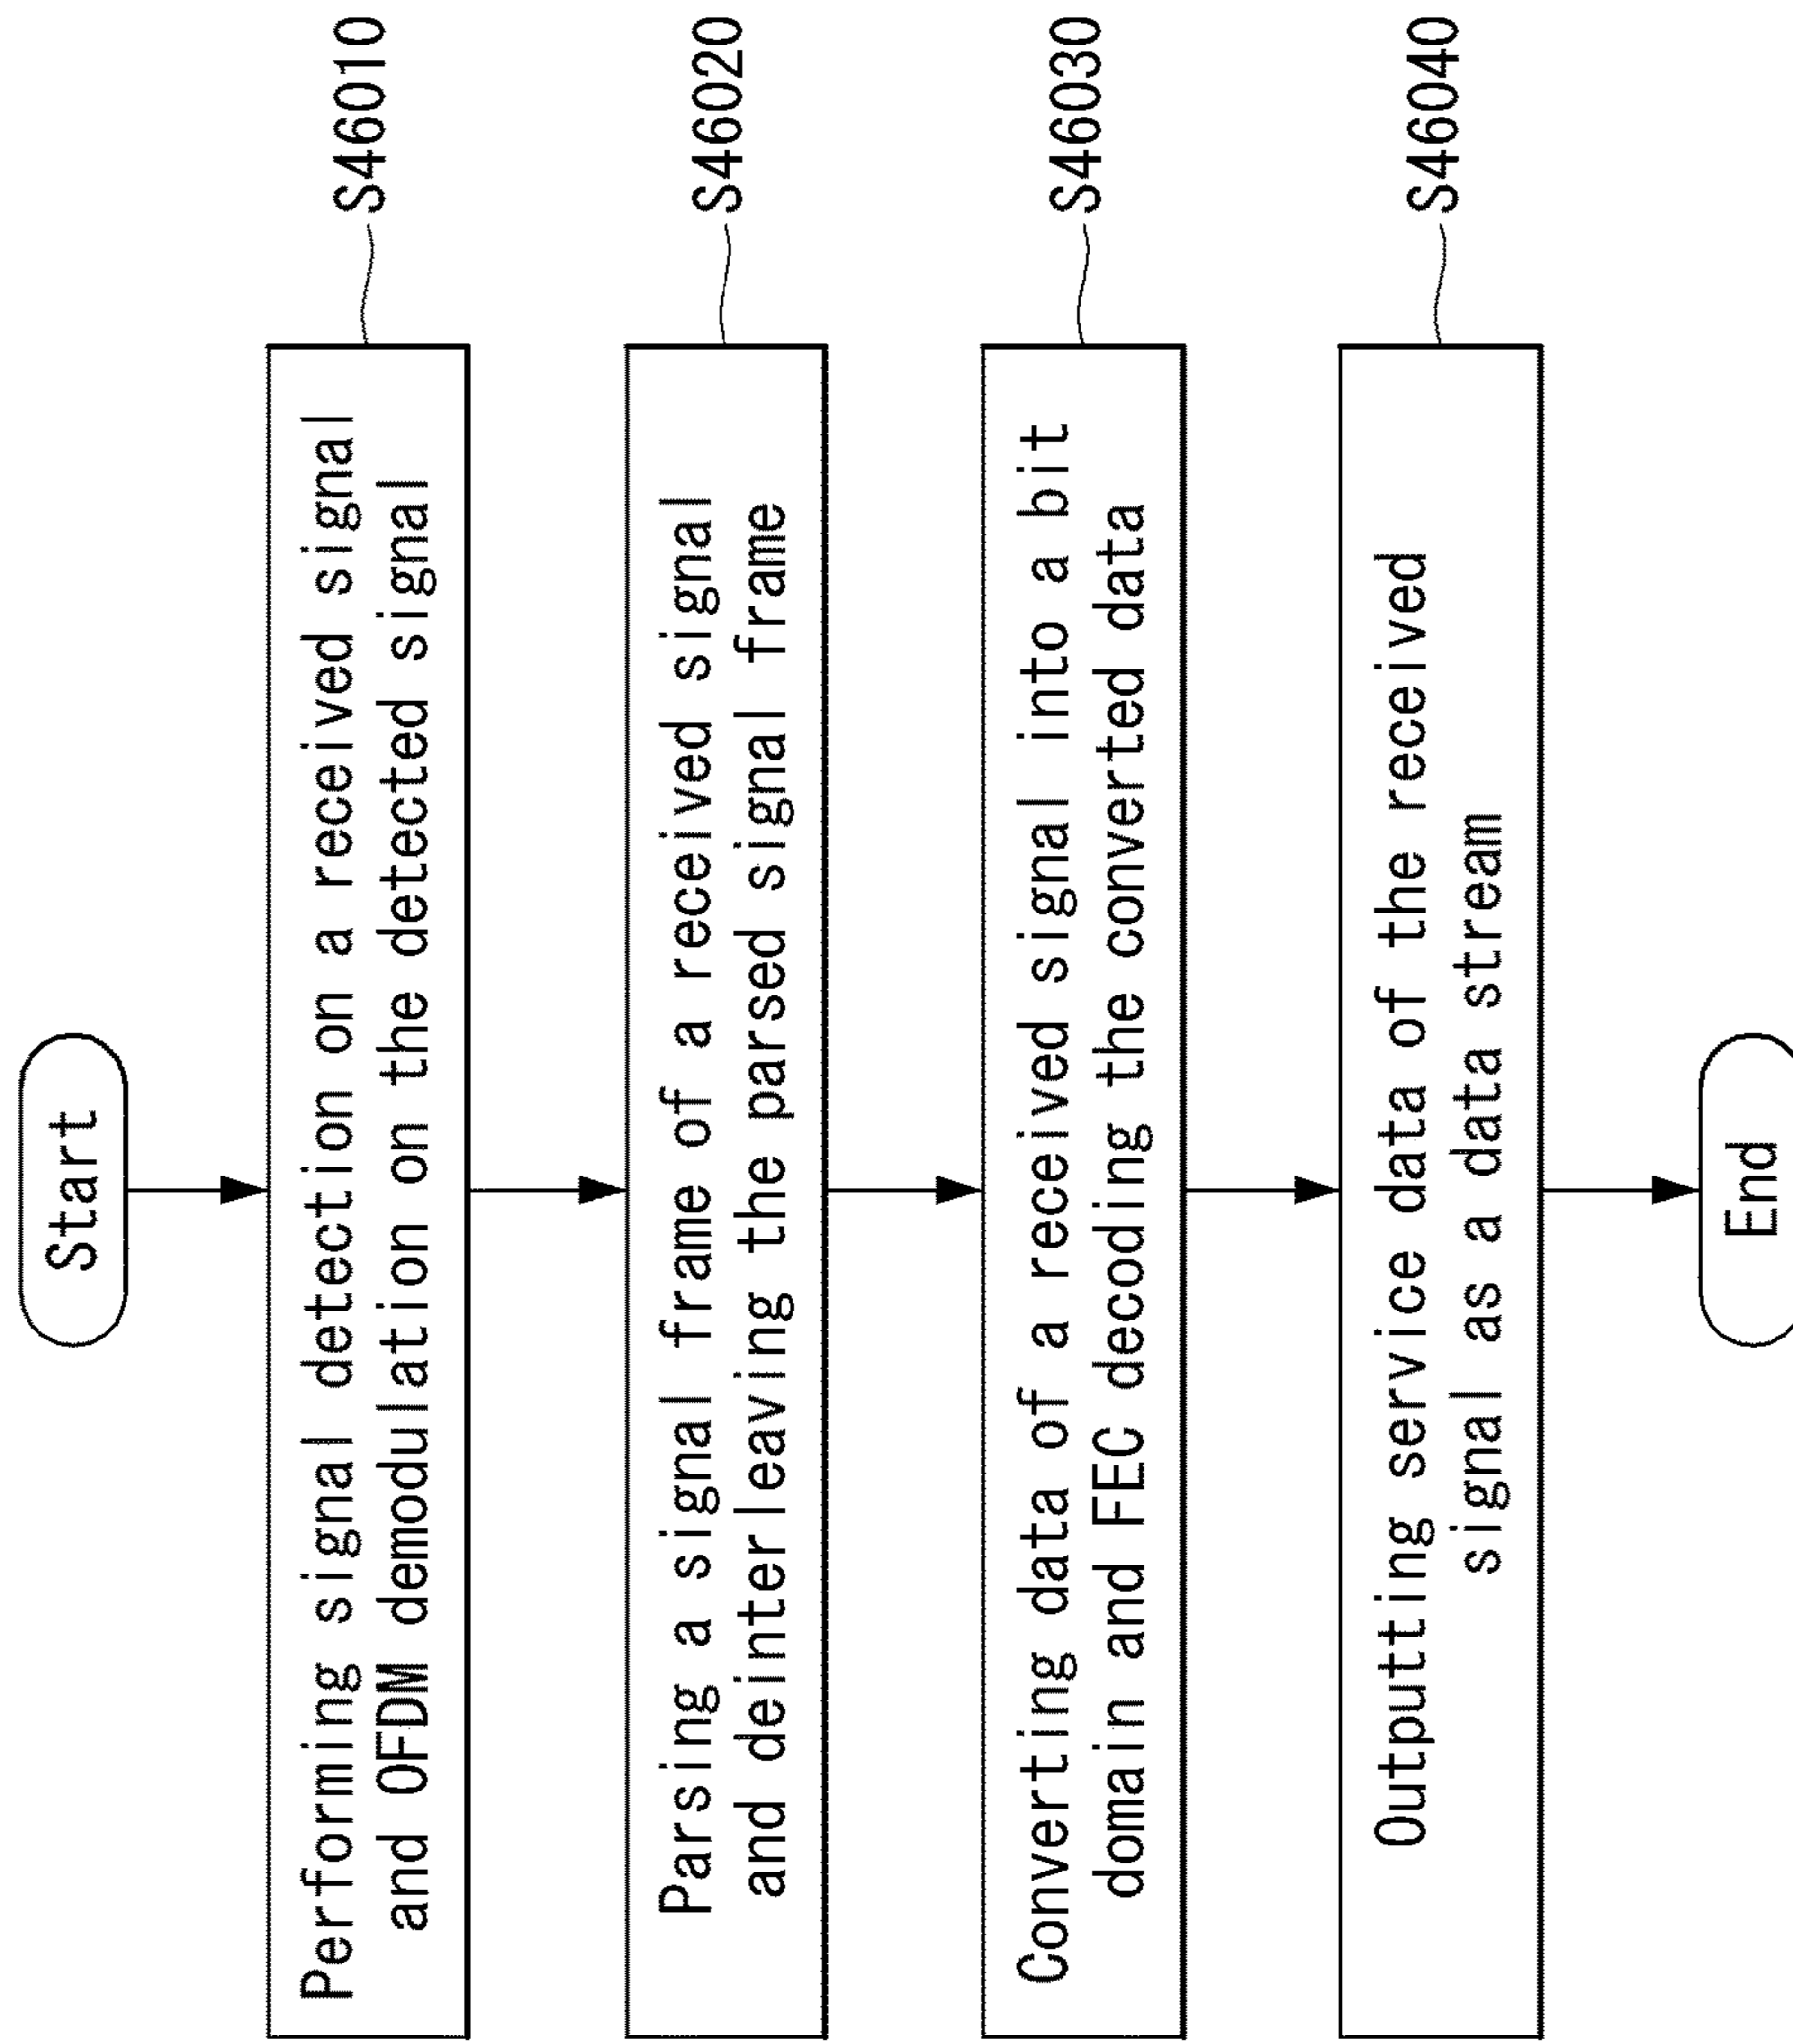 Start
Performing signal detection on a received signal
and OFDM demodulation on the detected signal
S46010
Parsing a signal frame of a received signal
and deinterleaving the parsed signal frame
S46020
Converting data of a received signal into a bit
domain and FEC decoding the converted data
S46030
Outputting service data of the received
signal as a data stream
S46040
End